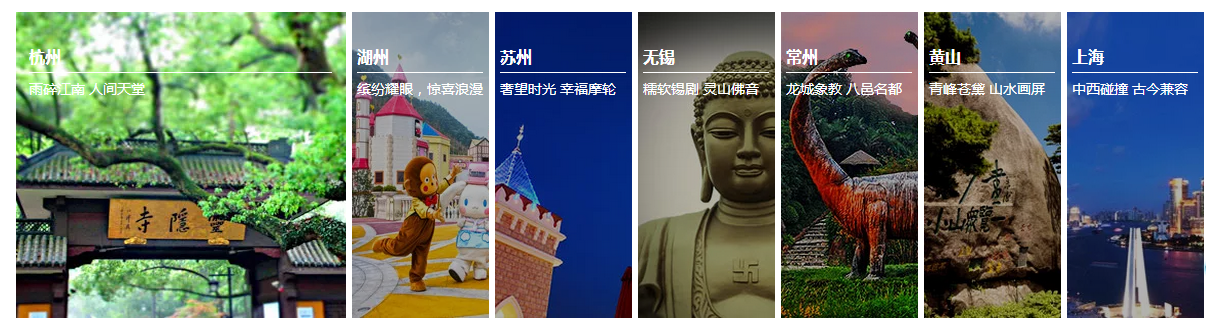 杭州
雨碎江南 人间天堂
靈隱寺
湖州
缤纷耀眼，惊喜浪漫
苏州
奢望时光 幸福摩轮
无锡
糯软锡剧 灵山佛音
常州
龙城象教 八邑名都
黄山
青峰苍黛 山水画屏
上海
中西碰撞 古今兼容